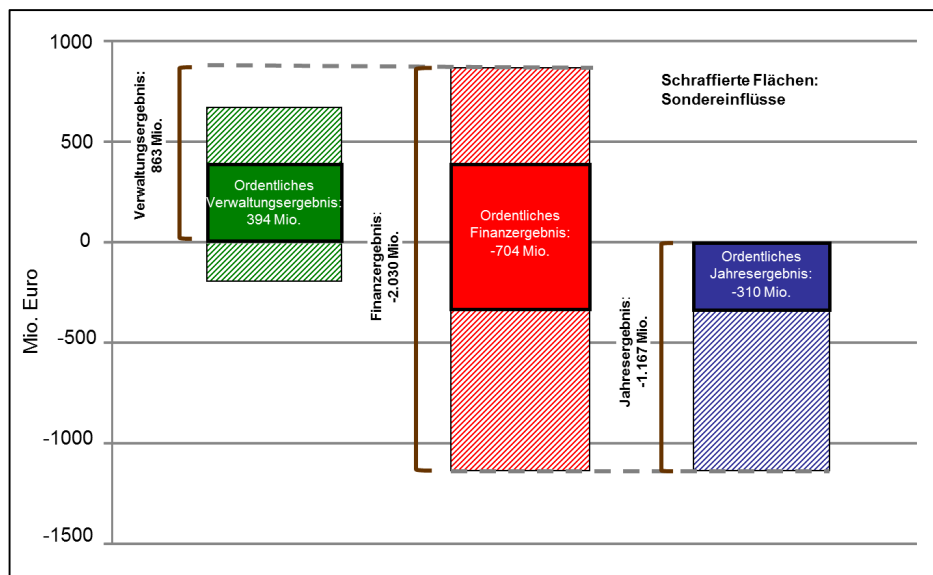 1000
500
0
-500
-1000
-1500
Mio. Euro
Verwaltungsergebnis:
863 Mio.
Ordentliches
Verwaltungsergebnis:
394 Mio.
Finanzergebnis:
-2.030 Mio.
Ordentliches
Finanzergebnis:
-704 Mio.
Schraffierte Flächen:
Sondereinflüsse
Jahresergebnis:
-1.167 Mio.
Ordentliches
Jahresergebnis:
-310 Mio.